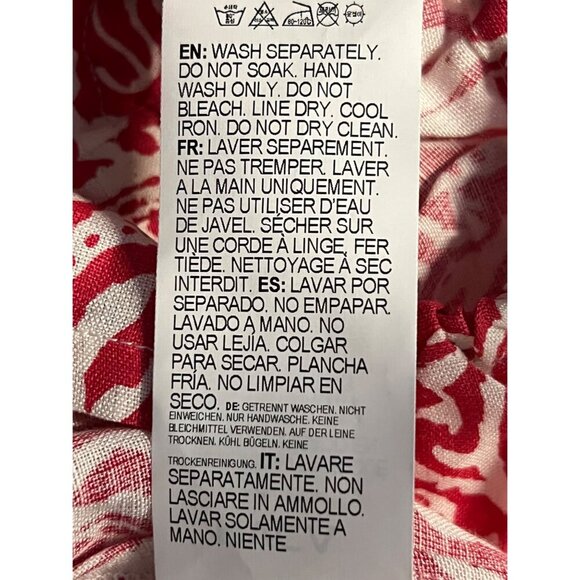 80-120℃
EN: WASH SEPARATELY.
DO NOT SOAK. HAND
WASH ONLY. DO NOT
BLEACH. LINE DRY. COOL
IRON. DO NOT DRY CLEAN.
FR: LAVER SEPAREMENT.
NE PAS TREMPER. LAVER
A LA MAIN UNIQUEMENT.
NE PAS UTILISER D'EAU
DE JAVEL. SÉCHER SUR
UNE CORDE À LINGE, FER
TIÈDE. NETTOYAGE À SEC
INTERDIT. ES: LAVAR POR
SEPARADO. NO EMPAPAR.
LAVADO A MANO. NO
USAR LEJIA. COLGAR
PARA SECAR. PLANCHA
FRÍA. NO LIMPIAR EN
SECO. DE: GETRENNT WASCHEN. NICHT
EINWEICHEN. NUR HANDWÄSCHE. KEINE
BLEICHMITTEL VERWENDEN. AUF DER LEINE
TROCKNEN. KÜHL BÜGELN. KEINE
TROCKENREINIGUNG. IT: LAVARE
SEPARATAMENTE. NON
LASCIARE IN AMMOLLO.
LAVAR SOLAMENTE A
MANO. NIENTE